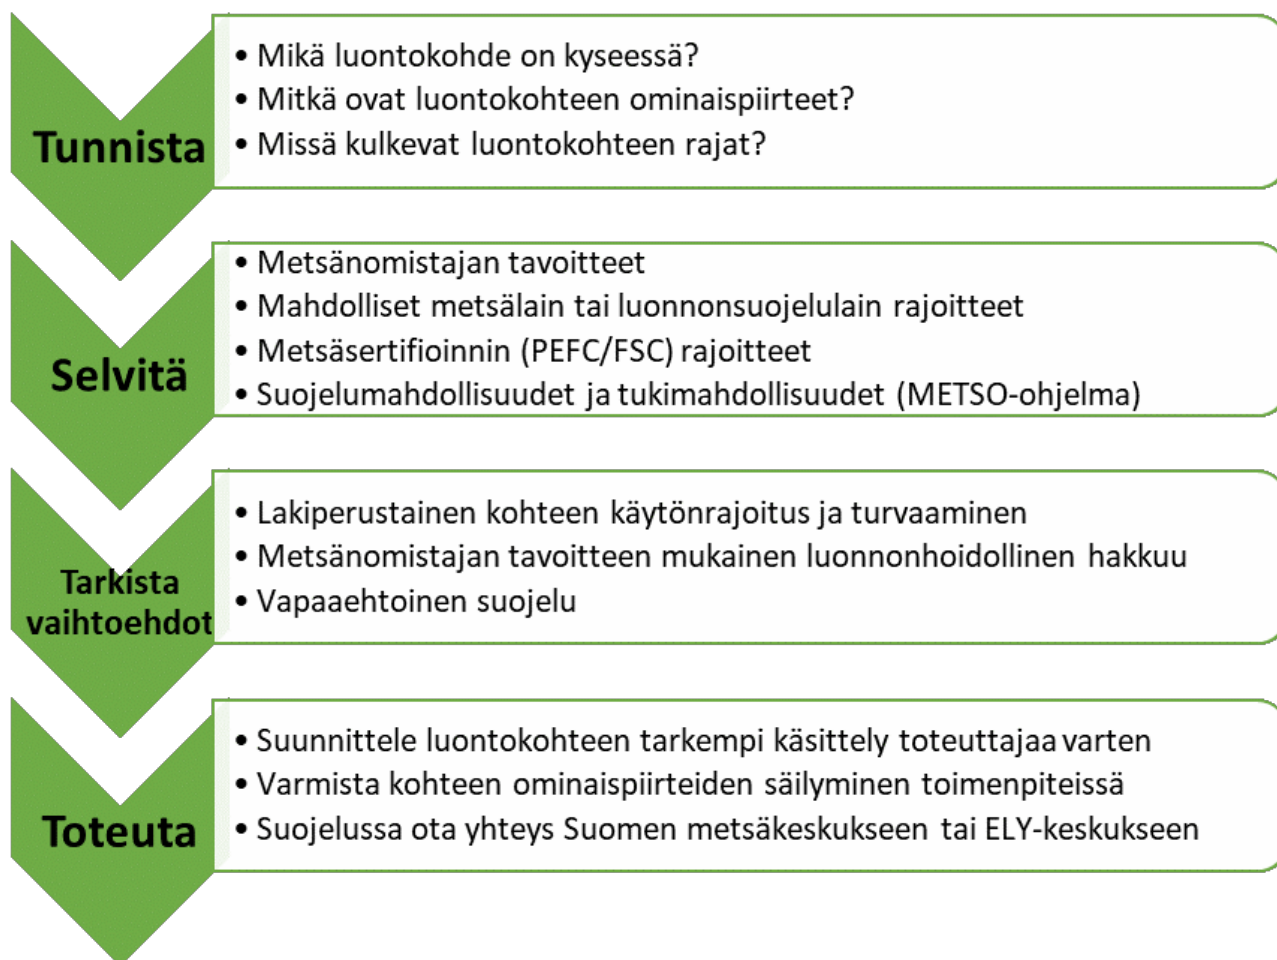 Tunnista
• Mikä luontokohde on kyseessä?
• Mitkä ovat luontokohteen ominaispiirteet?
• Missä kulkevat luontokohteen rajat?
Selvitä
• Metsänomistajan tavoitteet
• Mahdolliset metsälain tai luonnonsuojelulain rajoitteet
• Metsäsertifioinnin (PEFC/FSC) rajoitteet
• Suojelumahdollisuudet ja tukimahdollisuudet (METSO-ohjelma)
Tarkista
vaihtoehdot
• Lakiperustainen kohteen käytönrajoitus ja turvaaminen
• Metsänomistajan tavoitteen mukainen luonnonhoidollinen hakkuu
• Vapaaehtoinen suojelu
Toteuta
• Suunnittele luontokohteen tarkempi käsittely toteuttajaa varten
• Varmista kohteen ominaispiirteiden säilyminen toimenpiteissä
• Suojelussa ota yhteys Suomen metsäkeskukseen tai ELY-keskukseen